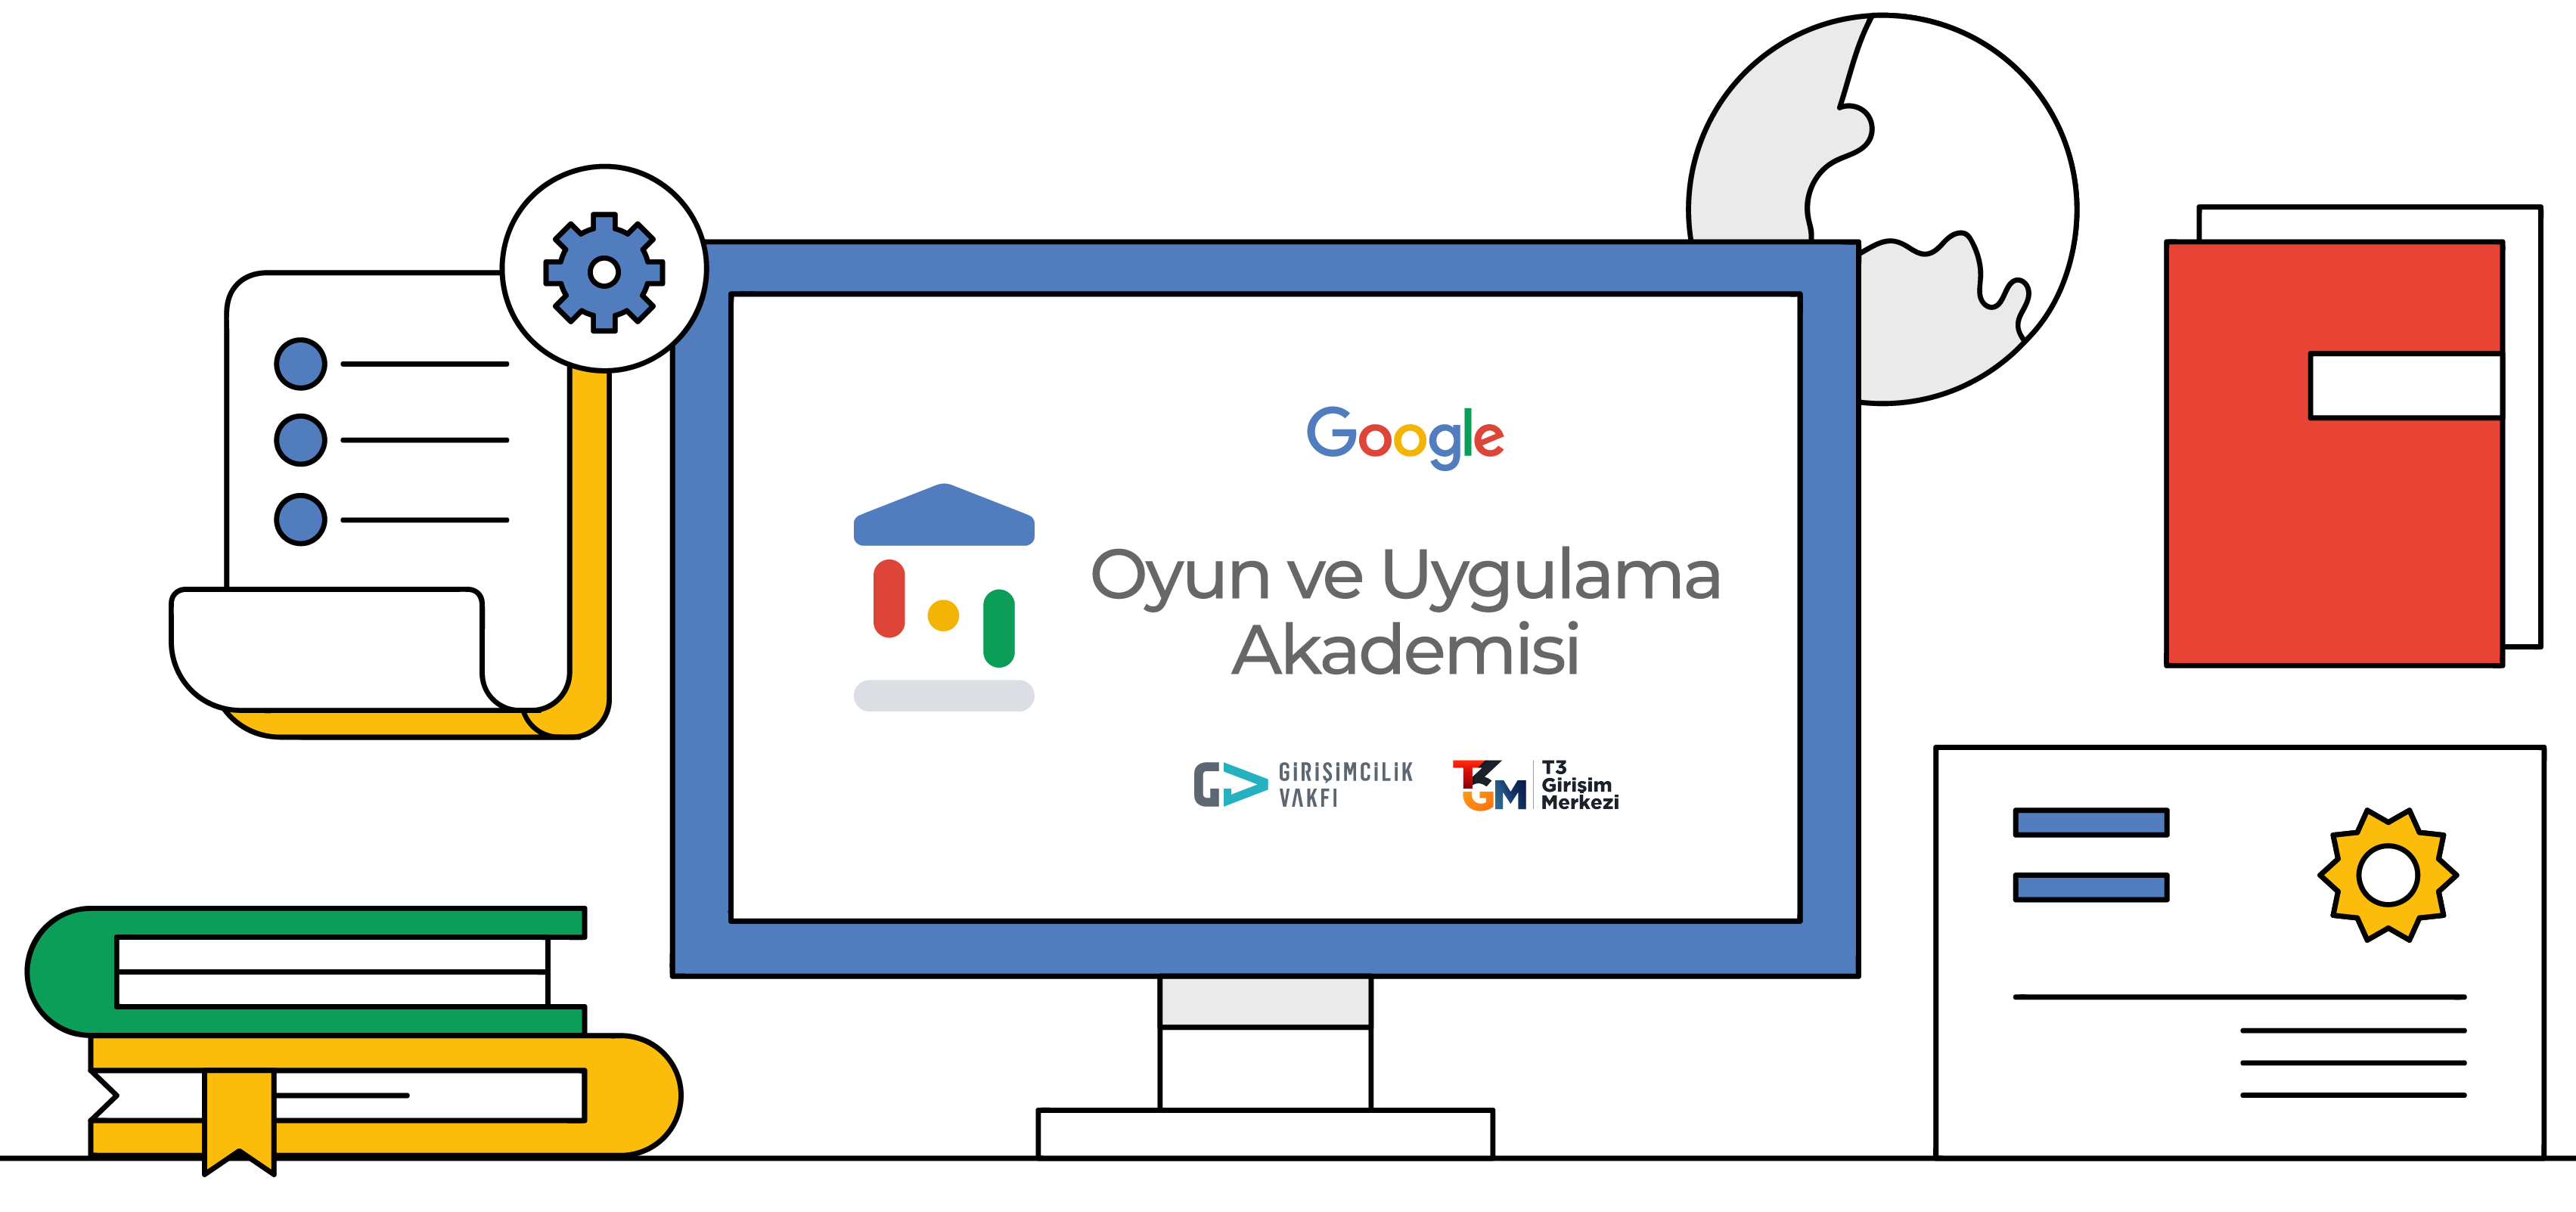 Google
Oyun ve Uygulama
Akademisi
GİRİŞİMCİLİK
VAKFI
T3
Girişim
Merkezi